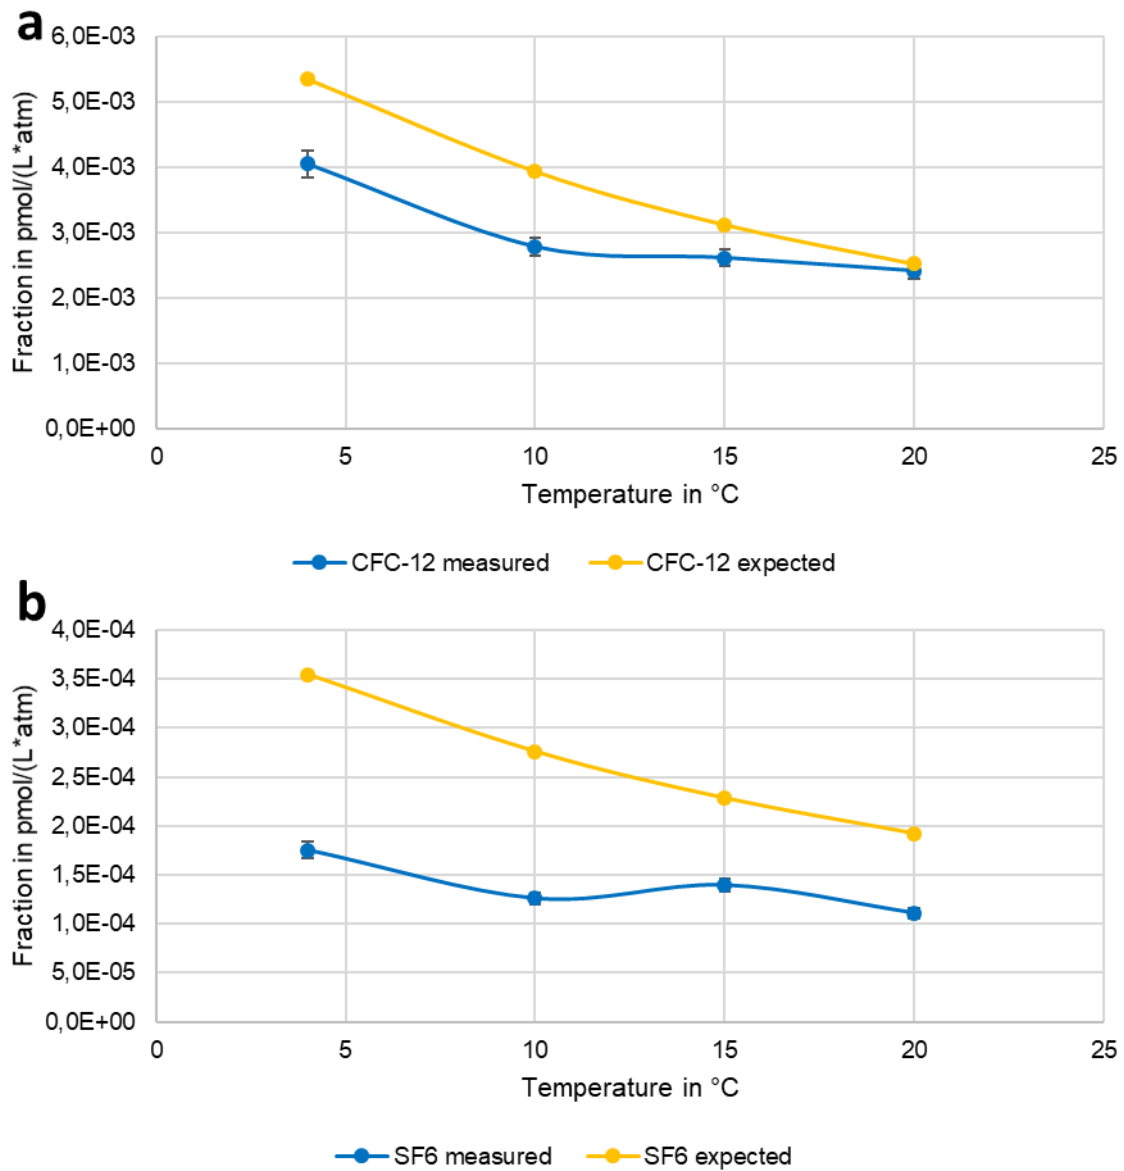 a
6,0E-03
5,0E-03
4,0E-03
3,0E-03
2,0E-03
1,0E-03
0,0E+00
Fraction in pmol/(L*atm)
0 5 10 15 20 25
Temperature in °C
CFC-12 measured CFC-12 expected
b
4,0E-04
3,5E-04
3,0E-04
2,5E-04
2,0E-04
1,5E-04
1,0E-04
5,0E-05
0,0E+00
Fraction in pmol/(L*atm)
0 5 10 15 20 25
Temperature in °C
SF6 measured SF6 expected